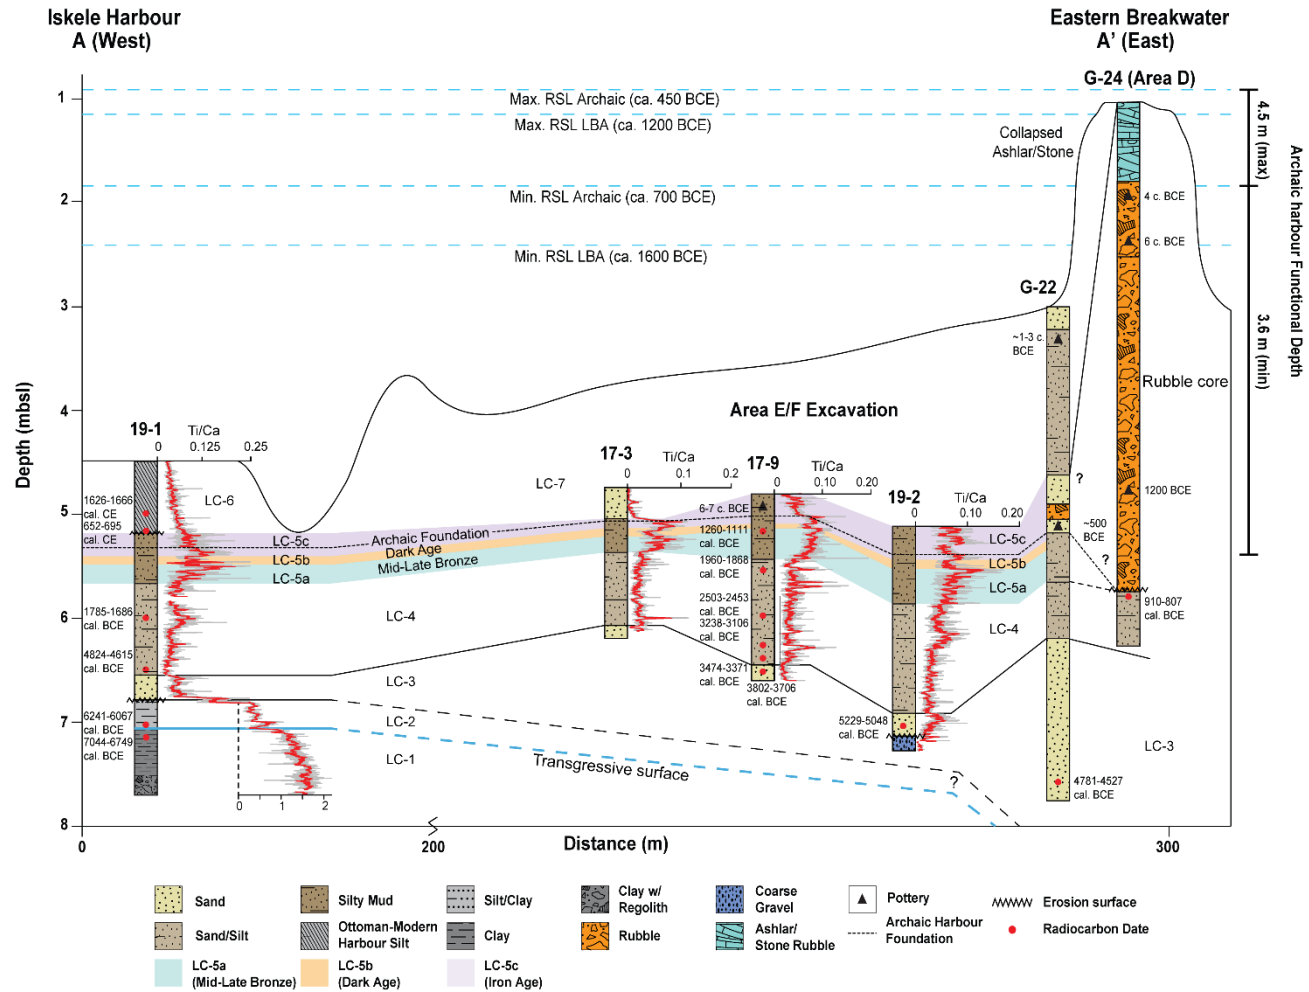 Iskele Harbour
A (West)
Eastern Breakwater
A' (East)
G-24 (Area D)
1
2
3
4
5
6
7
8
Depth (mbsl)
Max. RSL Archaic (ca. 450 BCE)
Max. RSL LBA (ca. 1200 BCE)
Min. RSL Archaic (ca. 700 BCE)
Min. RSL LBA (ca. 1600 BCE)
Collapsed
Ashlar/Stone
4.5 m (max)
3.6 m (min)
Archaic harbour Functional Depth
4 c. BCE
6 c. BCE
Rubble core
1200 BCE
910-807
cal. BCE
G-22
~1-3 c.
BCE
~500
BCE
?
?
4781-4527
cal. BCE
LC-3
Area E/F Excavation
19-1
Ti/Ca
0
0.125
0.25
1626-1666
cal. CE
652-695
cal. CE
1785-1686
cal. BCE
4824-4615
cal. BCE
6241-6067
cal. BCE
7044-6749
cal. BCE
0
1
2
LC-6
LC-5c
LC-5b
LC-5a
Archaic Foundation
Dark Age
Mid-Late Bronze
LC-4
LC-3
LC-2
LC-1
Transgressive surface
?
LC-7
17-3
Ti/Ca
0
0.1
0.2
17-9
Ti/Ca
0
0.10
0.20
6-7 c. BCE
1260-1111
cal. BCE
1960-1868
cal. BCE
2503-2453
cal. BCE
3238-3106
cal. BCE
3474-3371
cal. BCE
3802-3706
cal. BCE
19-2
Ti/Ca
0
0.10
0.20
LC-5c
LC-5b
LC-5a
LC-4
5229-5048
cal. BCE
0
200
Distance (m)
300
Sand
Silty Mud
Silt/Clay
Clay w/
Regolith
Coarse
Gravel
Pottery
Erosion surface
Sand/Silt
Ottoman-Modern
Harbour Silt
Clay
Rubble
Ashlar/
Stone Rubble
Archaic Harbour
Foundation
Radiocarbon Date
LC-5a
(Mid-Late Bronze)
LC-5b
(Dark Age)
LC-5c
(Iron Age)